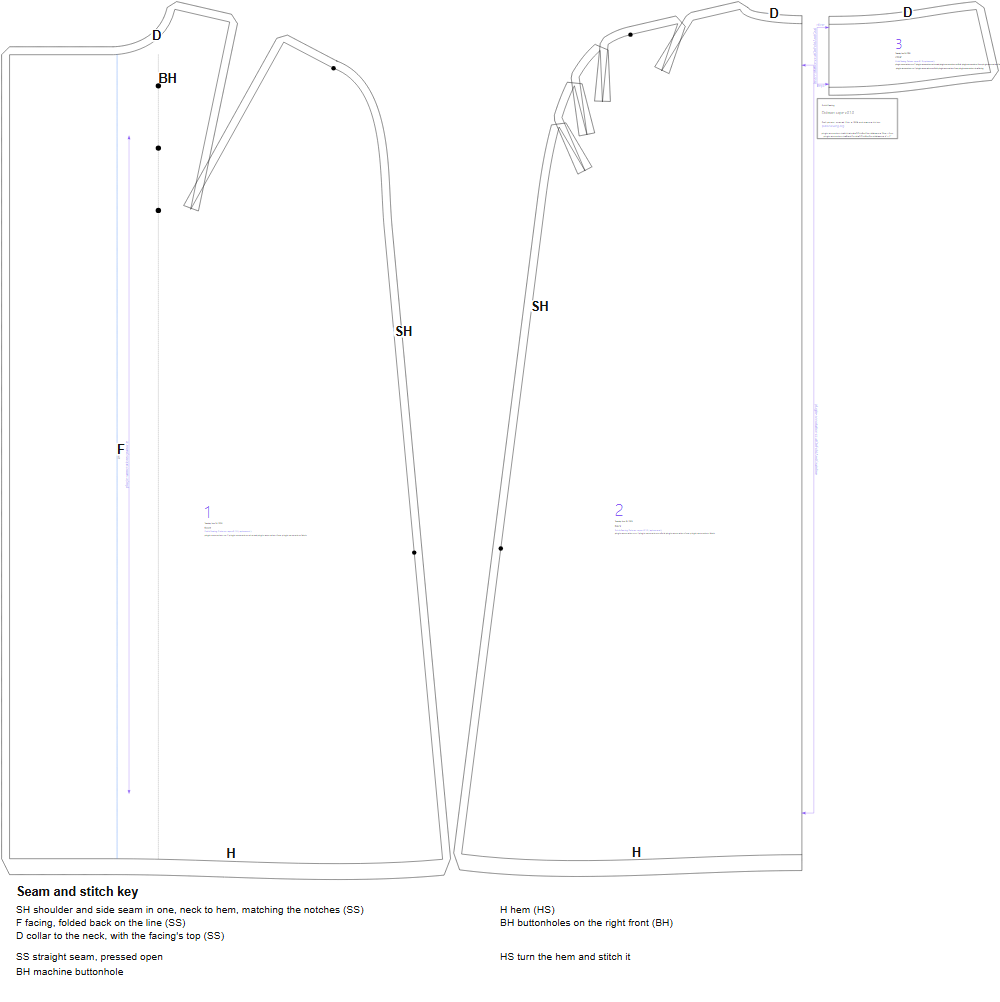 D
D
D
3
BH
SH
SH
F
1
2
H
H
Seam and stitch key
SH shoulder and side seam in one, neck to hem, matching the notches (SS)
F facing, folded back on the line (SS)
D collar to the neck, with the facing's top (SS)
H hem (HS)
BH buttonholes on the right front (BH)
SS straight seam, pressed open
BH machine buttonhole
HS turn the hem and stitch it